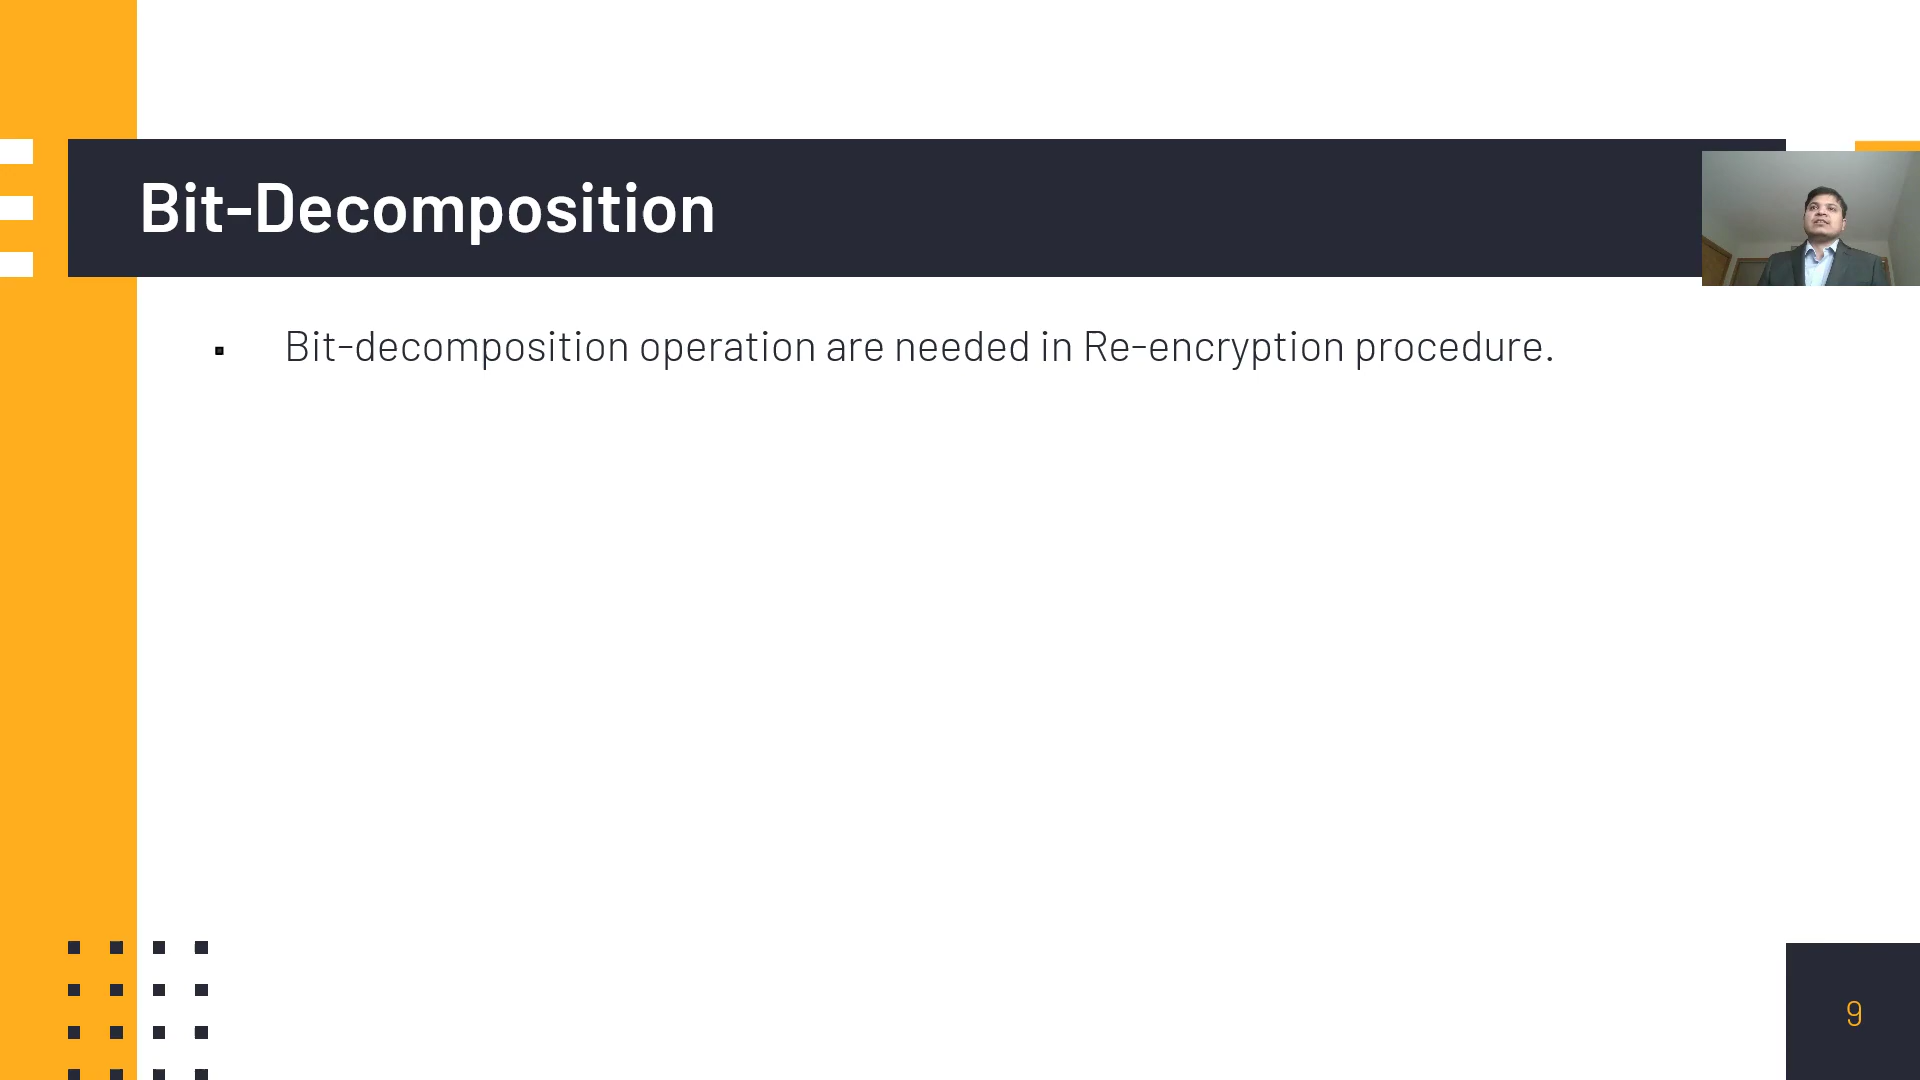 Bit-Decomposition
▪ Bit-decomposition operation are needed in Re-encryption procedure.
9